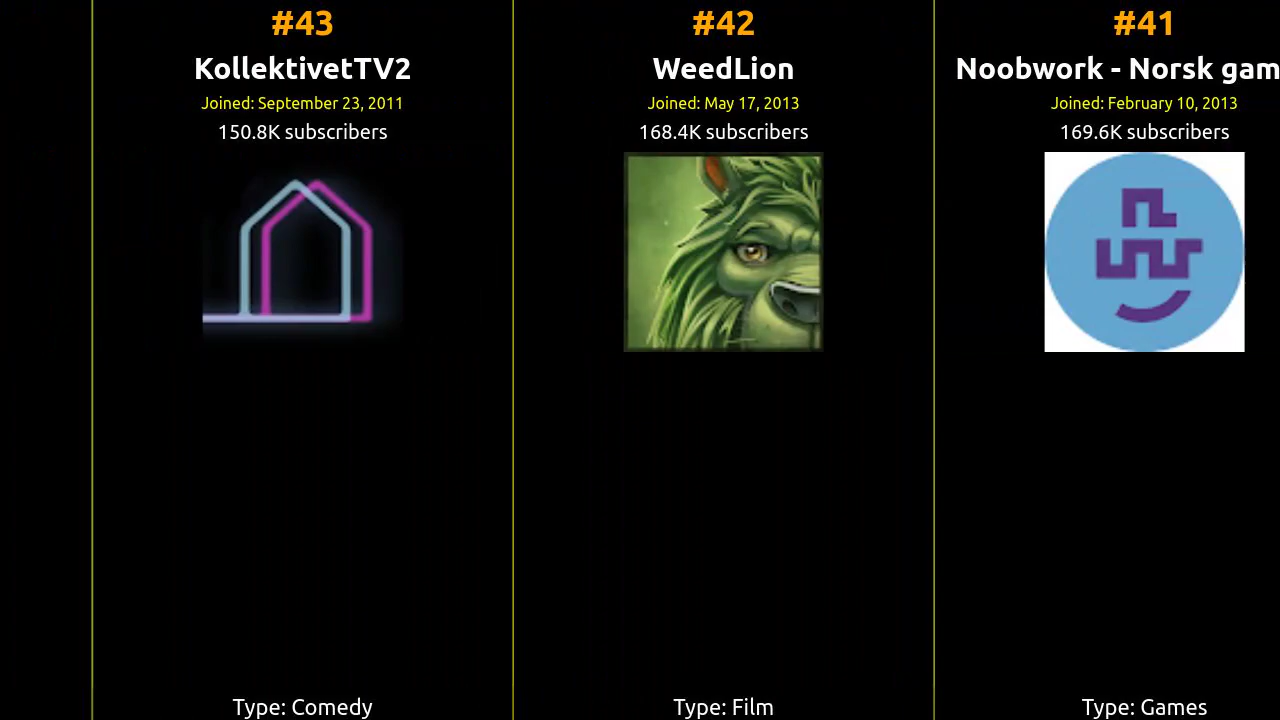 #43
KollektivetTV2
Joined: September 23, 2011
150.8K subscribers
Type: Comedy
#42
WeedLion
Joined: May 17, 2013
168.4K subscribers
Type: Film
#41
Noobwork - Norsk gam
Joined: February 10, 2013
169.6K subscribers
Type: Games